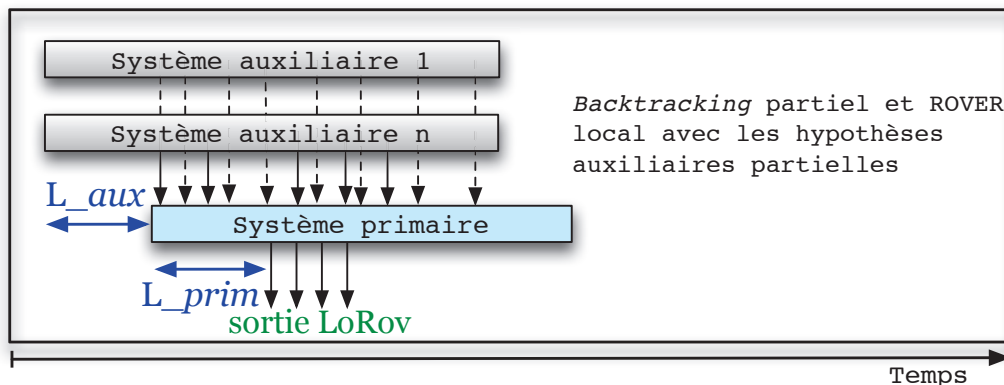 Système auxiliaire 1
Système auxiliaire n
Backtracking partiel et ROVER
local avec les hypothèses
auxiliaires partielles
L_aux
Système primaire
L_prim
sortie LoRov
Temps